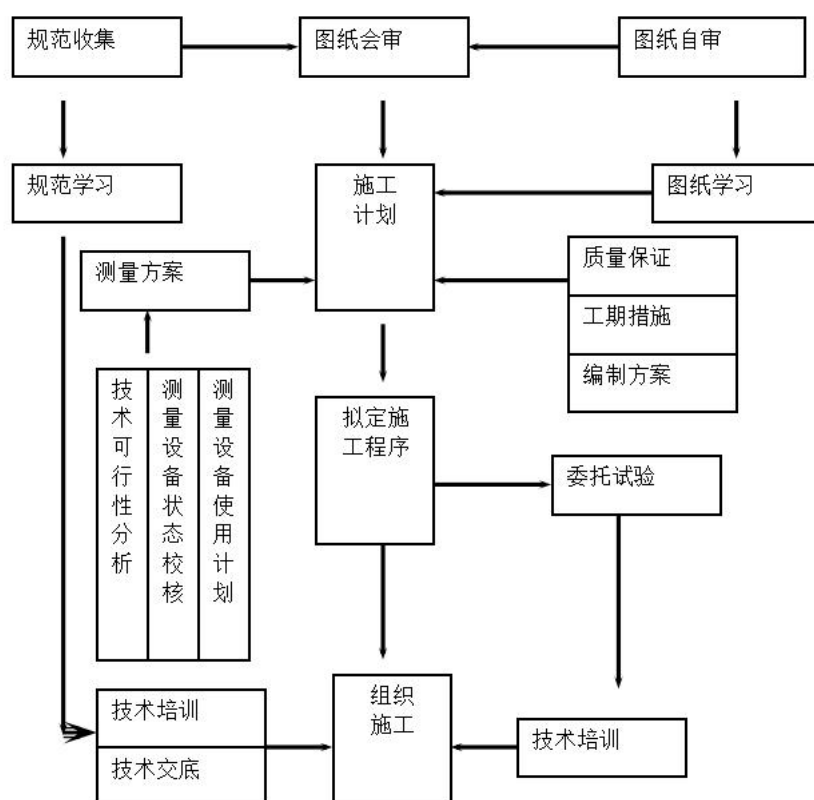 规范收集
图纸会审
图纸自审
规范学习
施工
计划
图纸学习
测量方案
质量保证
工期措施
编制方案
技术可行性分析
测量设备状态校核
测量设备使用计划
拟定施
工程序
委托试验
技术培训
技术交底
组织
施工
技术培训